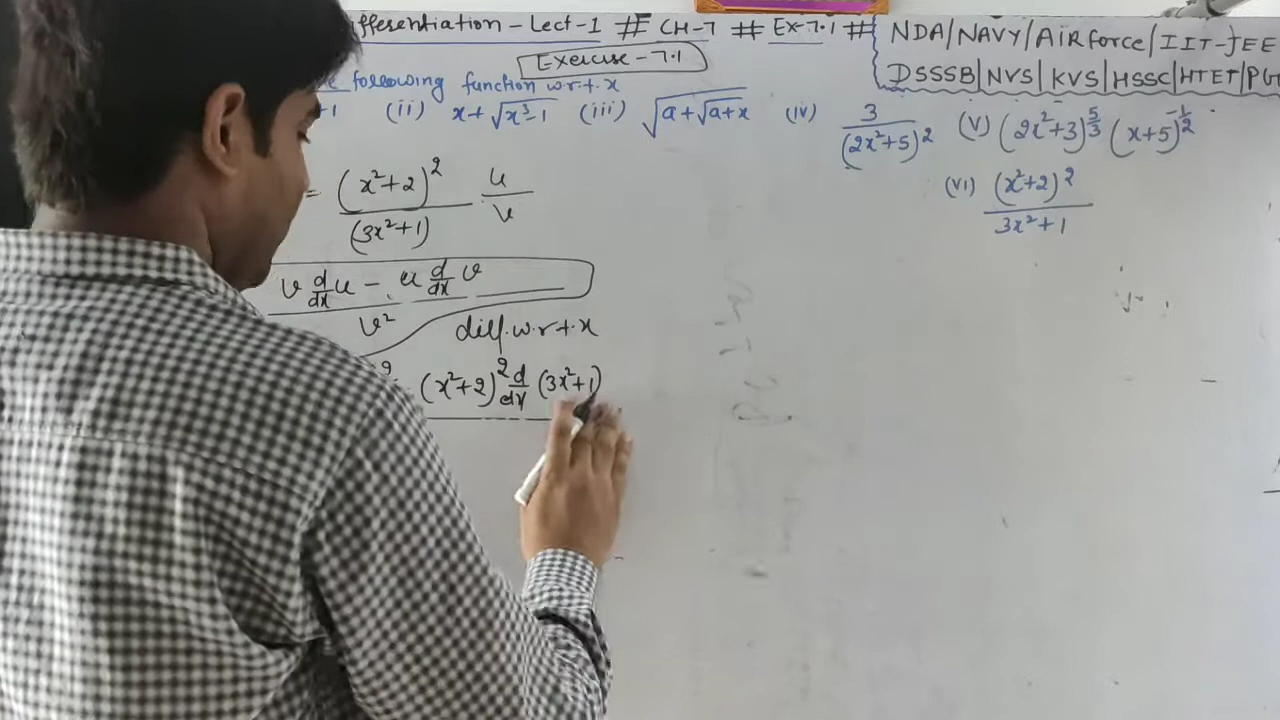 ifferentiation - Lect-1 # CH-7 # Ex-7.1 #
NDA/NAVY/AIRforce/IIT-JEE
DSSSB|NVS|KVS|HSSC|HTET|PG
Exercise - 7.1
following function w.r.t. x
-1 (ii) x+√(x³-1) (iii) √(a+√(a+x)) (iv) 3/(2x²+5)² (v) (2x²+3)^(5/3) (x+5)^(-1/2)
(vi) (x²+2)²/(3x²+1)
= (x²+2)²/(3x²+1) u/v
(v d/dx u - u d/dx v)/v²
diff. w.r.t. x
(x²+2)² d/dx (3x²+1)